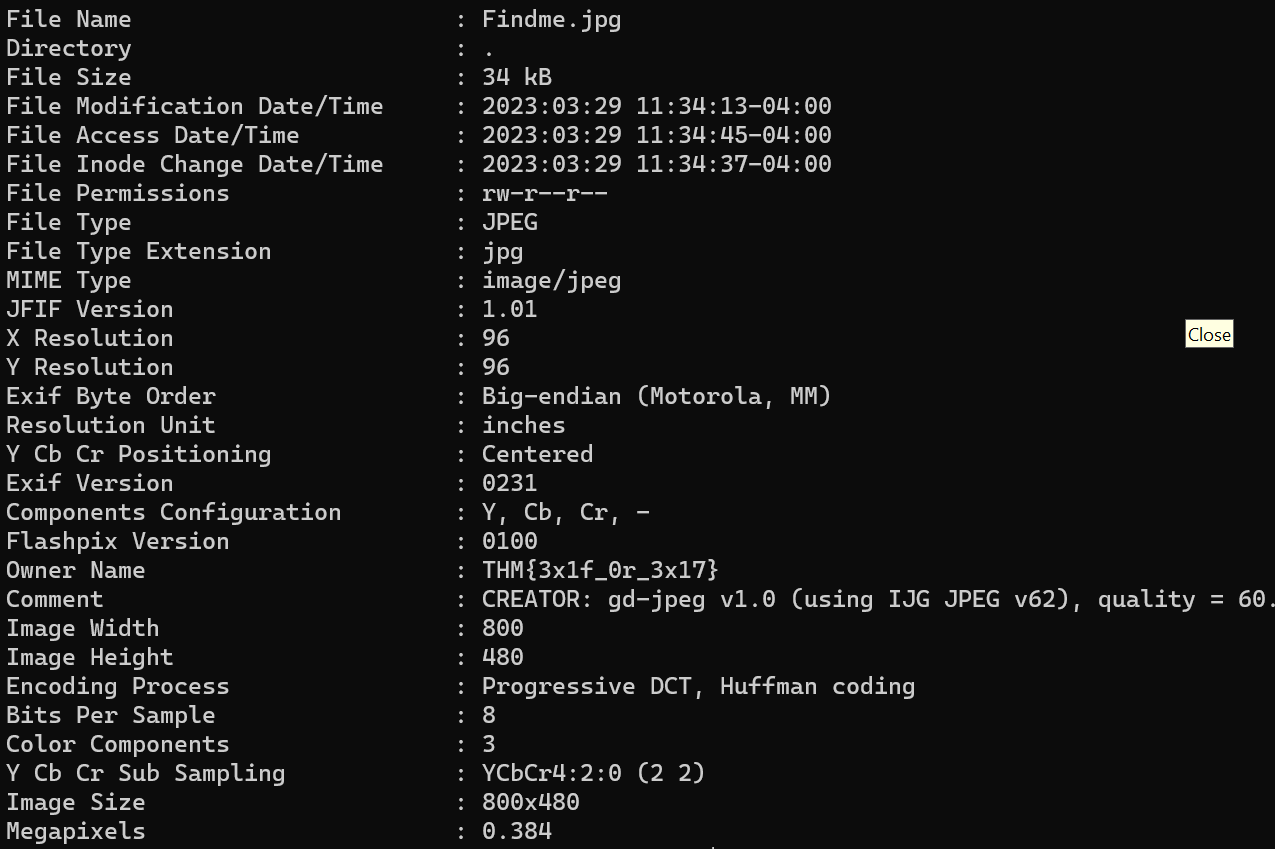 File Name : Findme.jpg
Directory : .
File Size : 34 kB
File Modification Date/Time : 2023:03:29 11:34:13-04:00
File Access Date/Time : 2023:03:29 11:34:45-04:00
File Inode Change Date/Time : 2023:03:29 11:34:37-04:00
File Permissions : rw-r--r--
File Type : JPEG
File Type Extension : jpg
MIME Type : image/jpeg
JFIF Version : 1.01
X Resolution : 96
Close
Y Resolution : 96
Exif Byte Order : Big-endian (Motorola, MM)
Resolution Unit : inches
Y Cb Cr Positioning : Centered
Exif Version : 0231
Components Configuration : Y, Cb, Cr, -
Flashpix Version : 0100
Owner Name : THM{3x1f_0r_3x17}
Comment : CREATOR: gd-jpeg v1.0 (using IJG JPEG v62), quality = 60.
Image Width : 800
Image Height : 480
Encoding Process : Progressive DCT, Huffman coding
Bits Per Sample : 8
Color Components : 3
Y Cb Cr Sub Sampling : YCbCr4:2:0 (2 2)
Image Size : 800x480
Megapixels : 0.384